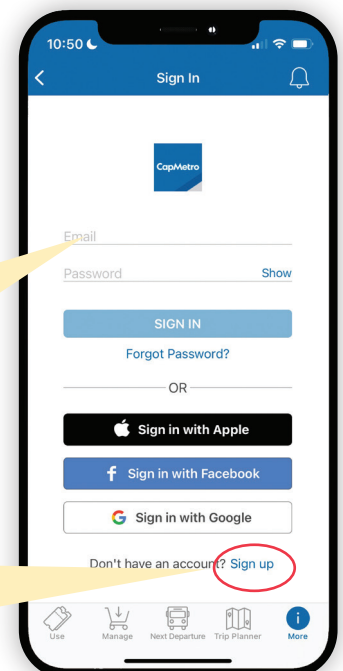 10:50
Sign In
CapMetro
Email
Password Show
SIGN IN
Forgot Password?
OR
Sign in with Apple
f Sign in with Facebook
G Sign in with Google
Don't have an account? Sign up
Use Manage Next Departure Trip Planner More